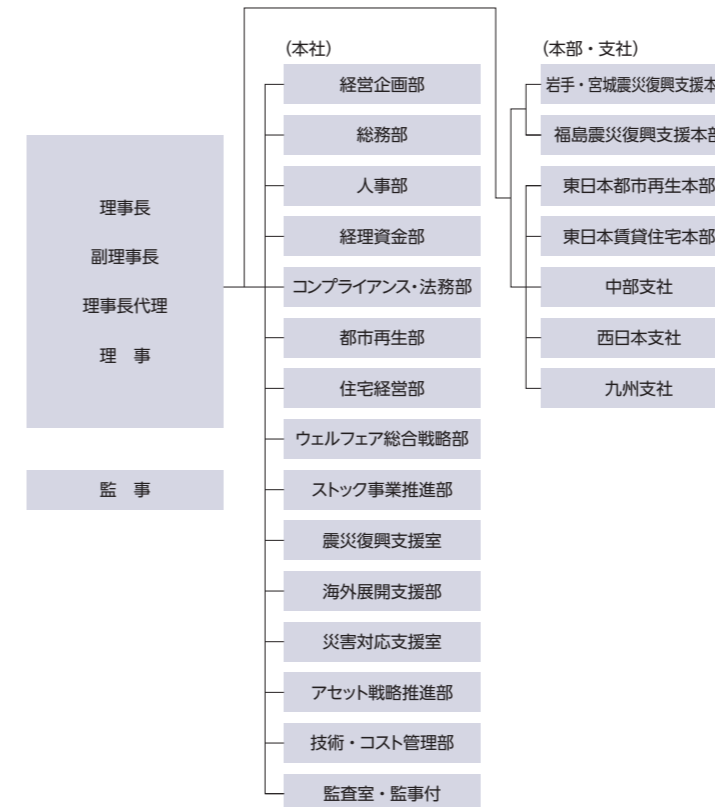 理事長
副理事長
理事長代理
理　事
監　事
(本社)
経営企画部
総務部
人事部
経理資金部
コンプライアンス・法務部
都市再生部
住宅経営部
ウェルフェア総合戦略部
ストック事業推進部
震災復興支援室
海外展開支援部
災害対応支援室
アセット戦略推進部
技術・コスト管理部
監査室・監事付
(本部・支社)
岩手・宮城震災復興支援本
福島震災復興支援本部
東日本都市再生本部
東日本賃貸住宅本部
中部支社
西日本支社
九州支社